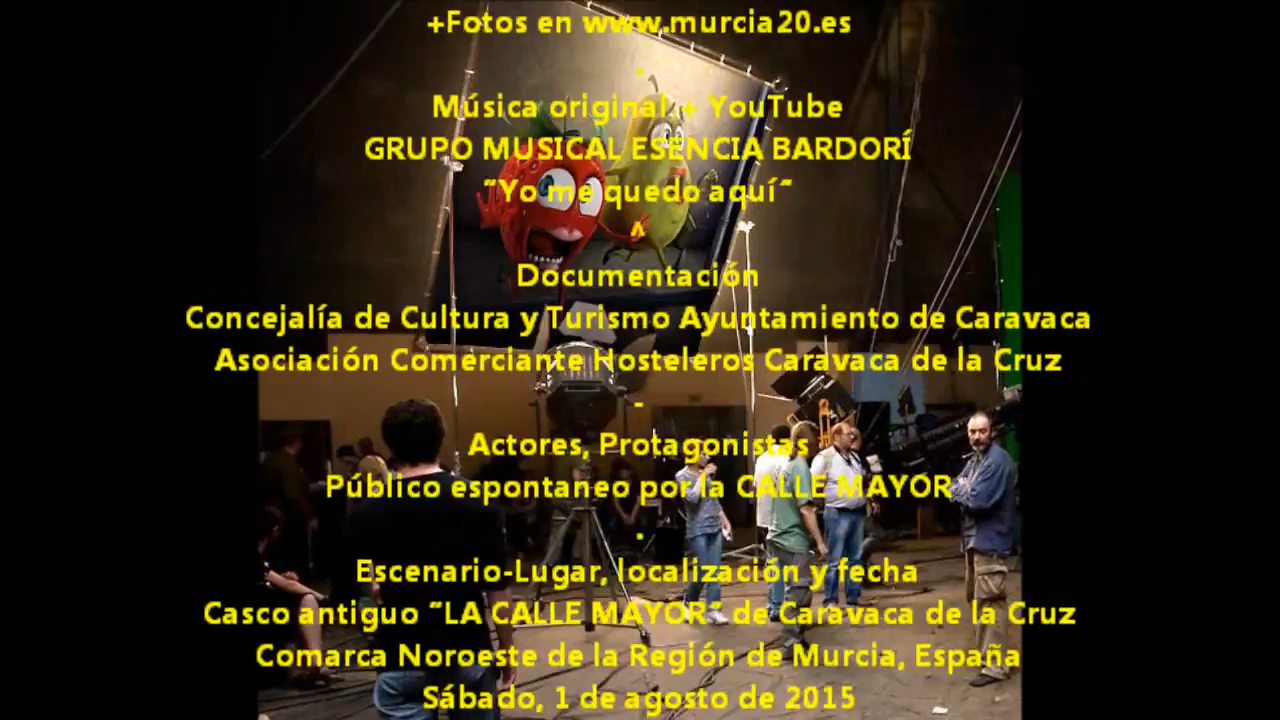 +Fotos en www.murcia20.es
.
Música original + YouTube
GRUPO MUSICAL ESENCIA BARDORÍ
"Yo me quedo aquí"
^
Documentación
Concejalía de Cultura y Turismo Ayuntamiento de Caravaca
Asociación Comerciante Hosteleros Caravaca de la Cruz
-
Actores, Protagonistas
Público espontaneo por la CALLE MAYOR
.
Escenario-Lugar, localización y fecha
Casco antiguo "LA CALLE MAYOR" de Caravaca de la Cruz
Comarca Noroeste de la Región de Murcia, España
Sábado, 1 de agosto de 2015